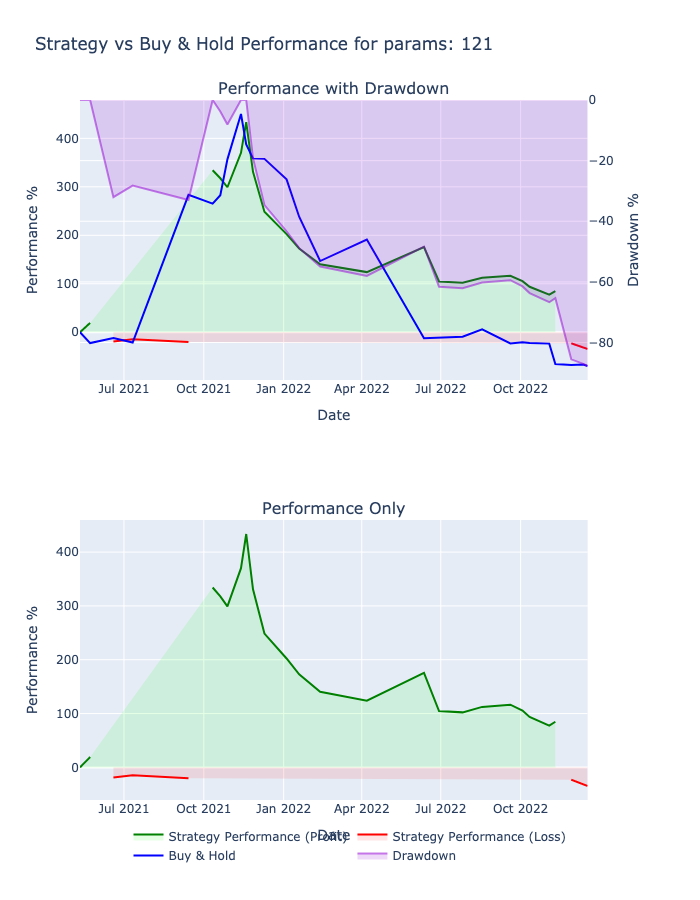 Strategy vs Buy & Hold Performance for params: 121
Performance with Drawdown
Performance %
400
300
200
100
0
0
−20
−40
−60
−80
Drawdown %
Jul 2021
Oct 2021
Jan 2022
Apr 2022
Jul 2022
Oct 2022
Date
Performance Only
Performance %
400
300
200
100
0
Jul 2021
Oct 2021
Jan 2022
Apr 2022
Jul 2022
Oct 2022
Date
Strategy Performance (Profit)
Strategy Performance (Loss)
Buy & Hold
Drawdown